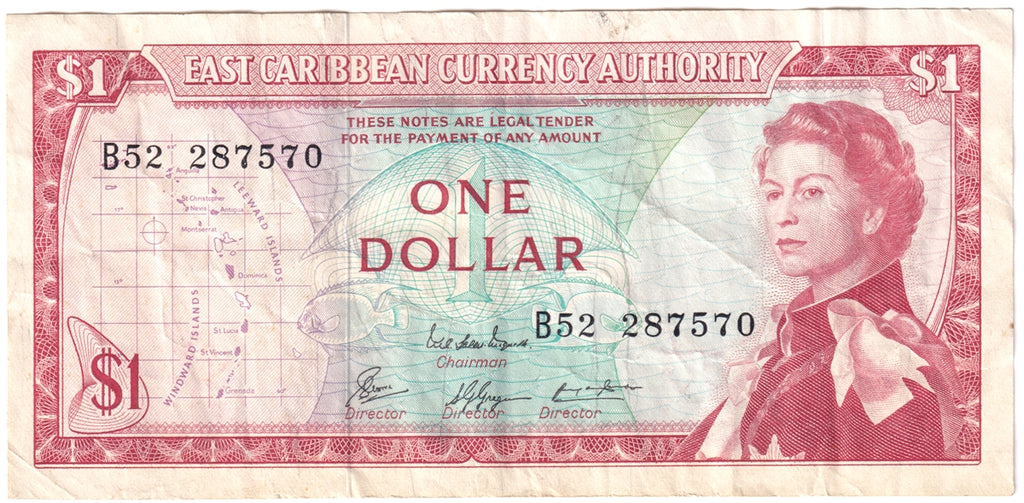 $1
EAST CARIBBEAN CURRENCY AUTHORITY
$1
THESE NOTES ARE LEGAL TENDER
FOR THE PAYMENT OF ANY AMOUNT
B52 287570
1
ONE
DOLLAR
Anguilla
St Christopher
Nevis
Antigua
Montserrat
LEEWARD ISLANDS
Dominica
St Lucia
St Vincent
Grenada
WINDWARD ISLANDS
B52 287570
Chairman
Director
Director
Director
$1